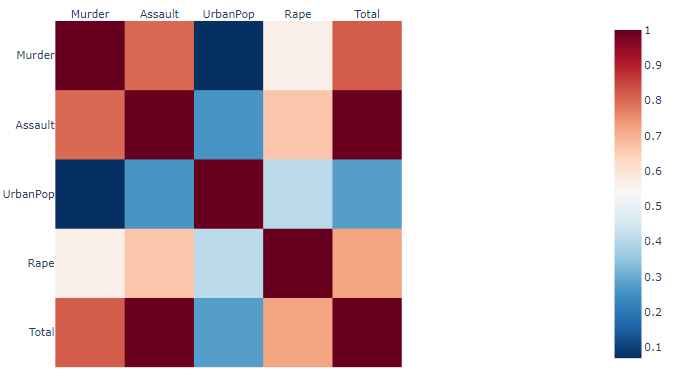 Murder Assault UrbanPop Rape Total
Murder
Assault
UrbanPop
Rape
Total
1
0.9
0.8
0.7
0.6
0.5
0.4
0.3
0.2
0.1